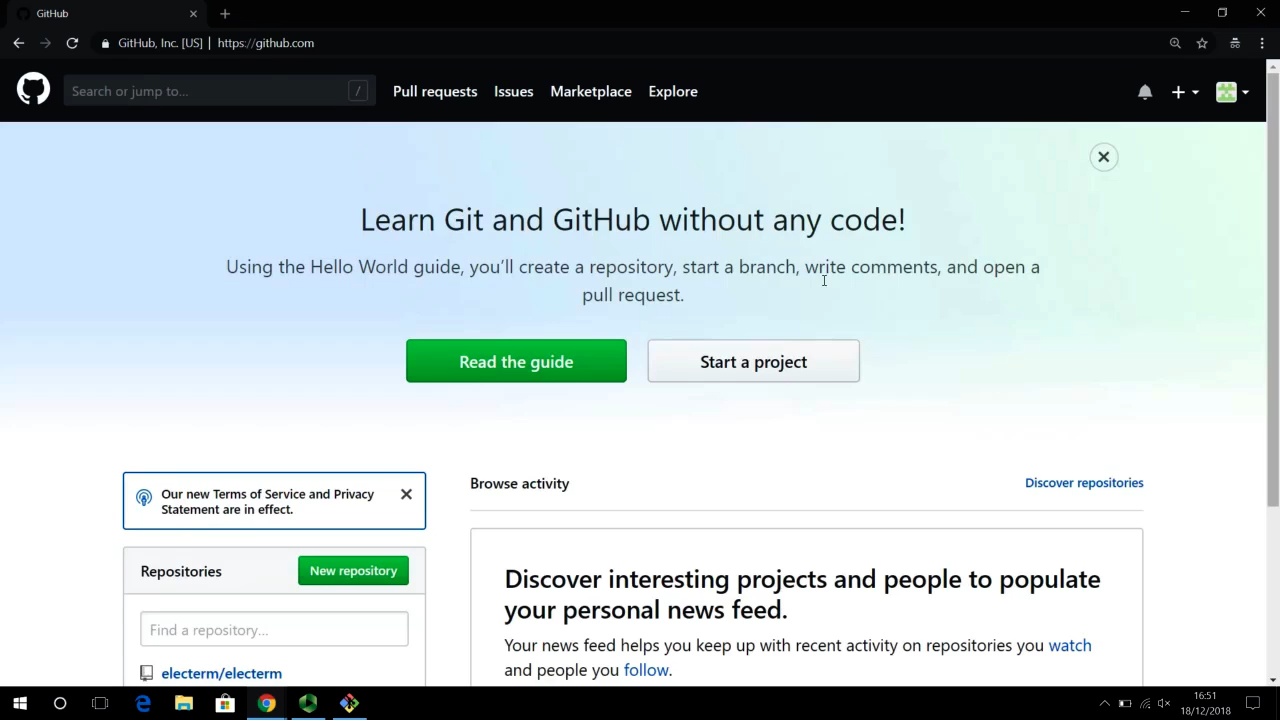 GitHub
GitHub, Inc. [US] | https://github.com
Search or jump to... /
Pull requests Issues Marketplace Explore
Learn Git and GitHub without any code!
Using the Hello World guide, you'll create a repository, start a branch, write comments, and open a
pull request.
Read the guide
Start a project
Our new Terms of Service and Privacy
Statement are in effect.
Repositories
New repository
Find a repository...
electerm/electerm
Browse activity
Discover repositories
Discover interesting projects and people to populate
your personal news feed.
Your news feed helps you keep up with recent activity on repositories you watch
and people you follow.
16:51
18/12/2018